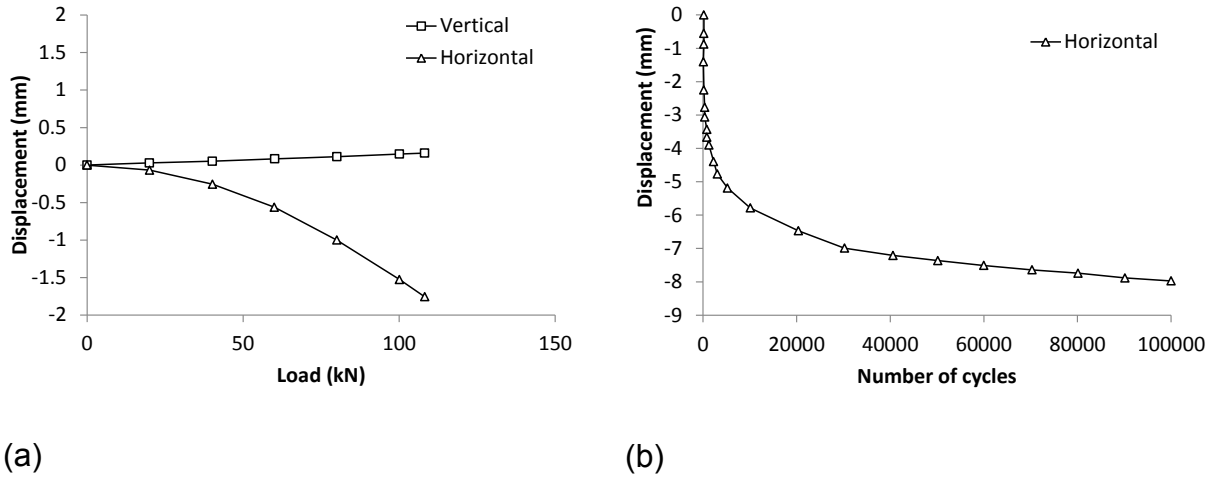 2
1.5
1
0.5
0
-0.5
-1
-1.5
-2
Displacement (mm)
Vertical
Horizontal
0 50 100 150
Load (kN)
(a)
0
-1
-2
-3
-4
-5
-6
-7
-8
-9
Displacement (mm)
Horizontal
0 20000 40000 60000 80000 100000
Number of cycles
(b)